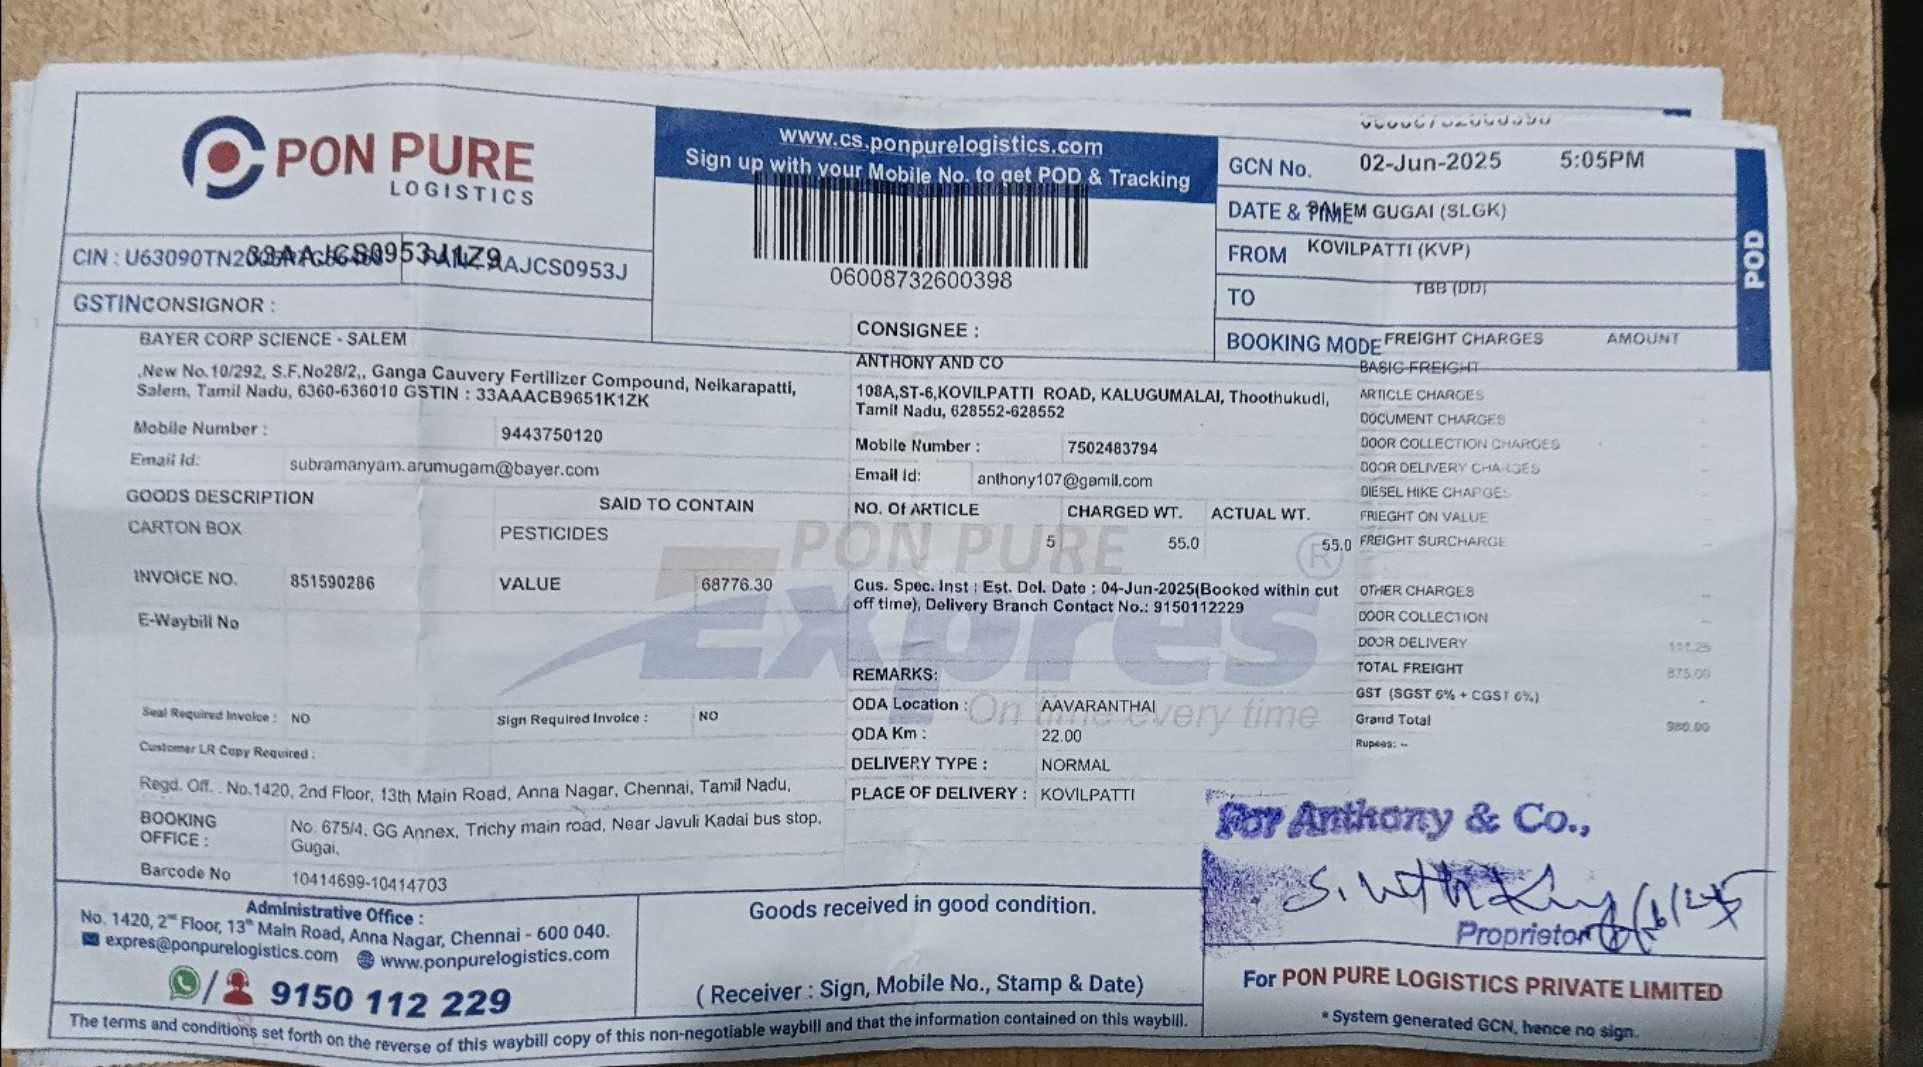 PON PURE
LOGISTICS
www.cs.ponpurelogistics.com
Sign up with your Mobile No. to get POD & Tracking
06008732600398
GCN No. 02-Jun-2025 5:05PM
DATE & TIME SALEM GUGAI (SLGK)
FROM KOVILPATTI (KVP)
TO TBB (DD)
BOOKING MODE FREIGHT CHARGES AMOUNT
POD
CIN : 33AAJCS0953J1Z9 AAJCS0953J
GSTIN CONSIGNOR :
BAYER CORP SCIENCE - SALEM
,New No.10/292, S.F.No28/2,, Ganga Cauvery Fertilizer Compound, Neikarapatti,
Salem, Tamil Nadu, 6360-636010 GSTIN : 33AAACB9651K1ZK
Mobile Number : 9443750120
Email Id: subramanyam.arumugam@bayer.com
CONSIGNEE :
ANTHONY AND CO
108A,ST-6,KOVILPATTI ROAD, KALUGUMALAI, Thoothukudi,
Tamil Nadu, 628552-628552
Mobile Number : 7502483794
Email Id: anthony107@gamil.com
GOODS DESCRIPTION SAID TO CONTAIN
CARTON BOX PESTICIDES
NO. Of ARTICLE CHARGED WT. ACTUAL WT.
5 55.0 55.0
INVOICE NO. 851590286 VALUE 68776.30
E-Waybill No
Cus. Spec. Inst : Est. Del. Date : 04-Jun-2025(Booked within cut
off time), Delivery Branch Contact No.: 9150112229
PON PURE
Expres
On time every time
REMARKS:
ODA Location : AAVARANTHAI
ODA Km : 22.00
DELIVERY TYPE : NORMAL
PLACE OF DELIVERY : KOVILPATTI
BASIC FREIGHT
ARTICLE CHARGES
DOCUMENT CHARGES
DOOR COLLECTION CHARGES
DOOR DELIVERY CHARGES
DIESEL HIKE CHARGE:
FRIEGHT ON VALUE
FREIGHT SURCHARGE
OTHER CHARGES
DOOR COLLECTION
DOOR DELIVERY
TOTAL FREIGHT 875.00
GST (SGST 6% + CGST 6%)
Grand Total
Rupees: --
Seal Required Invoice : NO Sign Required Invoice : NO
Customer LR Copy Required :
Regd. Off. . No.1420, 2nd Floor, 13th Main Road, Anna Nagar, Chennai, Tamil Nadu,
BOOKING OFFICE : No. 675/4, GG Annex, Trichy main road, Near Javuli Kadai bus stop,
Gugai,
Barcode No 10414699-10414703
Administrative Office :
No. 1420, 2nd Floor, 13th Main Road, Anna Nagar, Chennai - 600 040.
expres@ponpurelogistics.com www.ponpurelogistics.com
9150 112 229
Goods received in good condition.
( Receiver : Sign, Mobile No., Stamp & Date)
For Anthony & Co.,
Proprietor
For PON PURE LOGISTICS PRIVATE LIMITED
* System generated GCN, hence no sign.
The terms and conditions set forth on the reverse of this waybill copy of this non-negotiable waybill and that the information contained on this waybill.